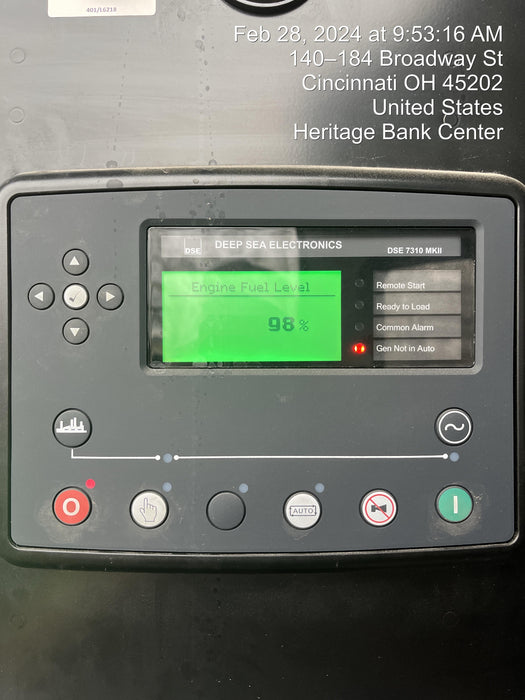 401/16218
Feb 28, 2024 at 9:53:16 AM
140–184 Broadway St
Cincinnati OH 45202
United States
Heritage Bank Center
DSE
DEEP SEA ELECTRONICS
DSE 7310 MKII
Engine Fuel Level
98%
Remote Start
Ready to Load
Common Alarm
Gen Not in Auto
O
AUTO
I